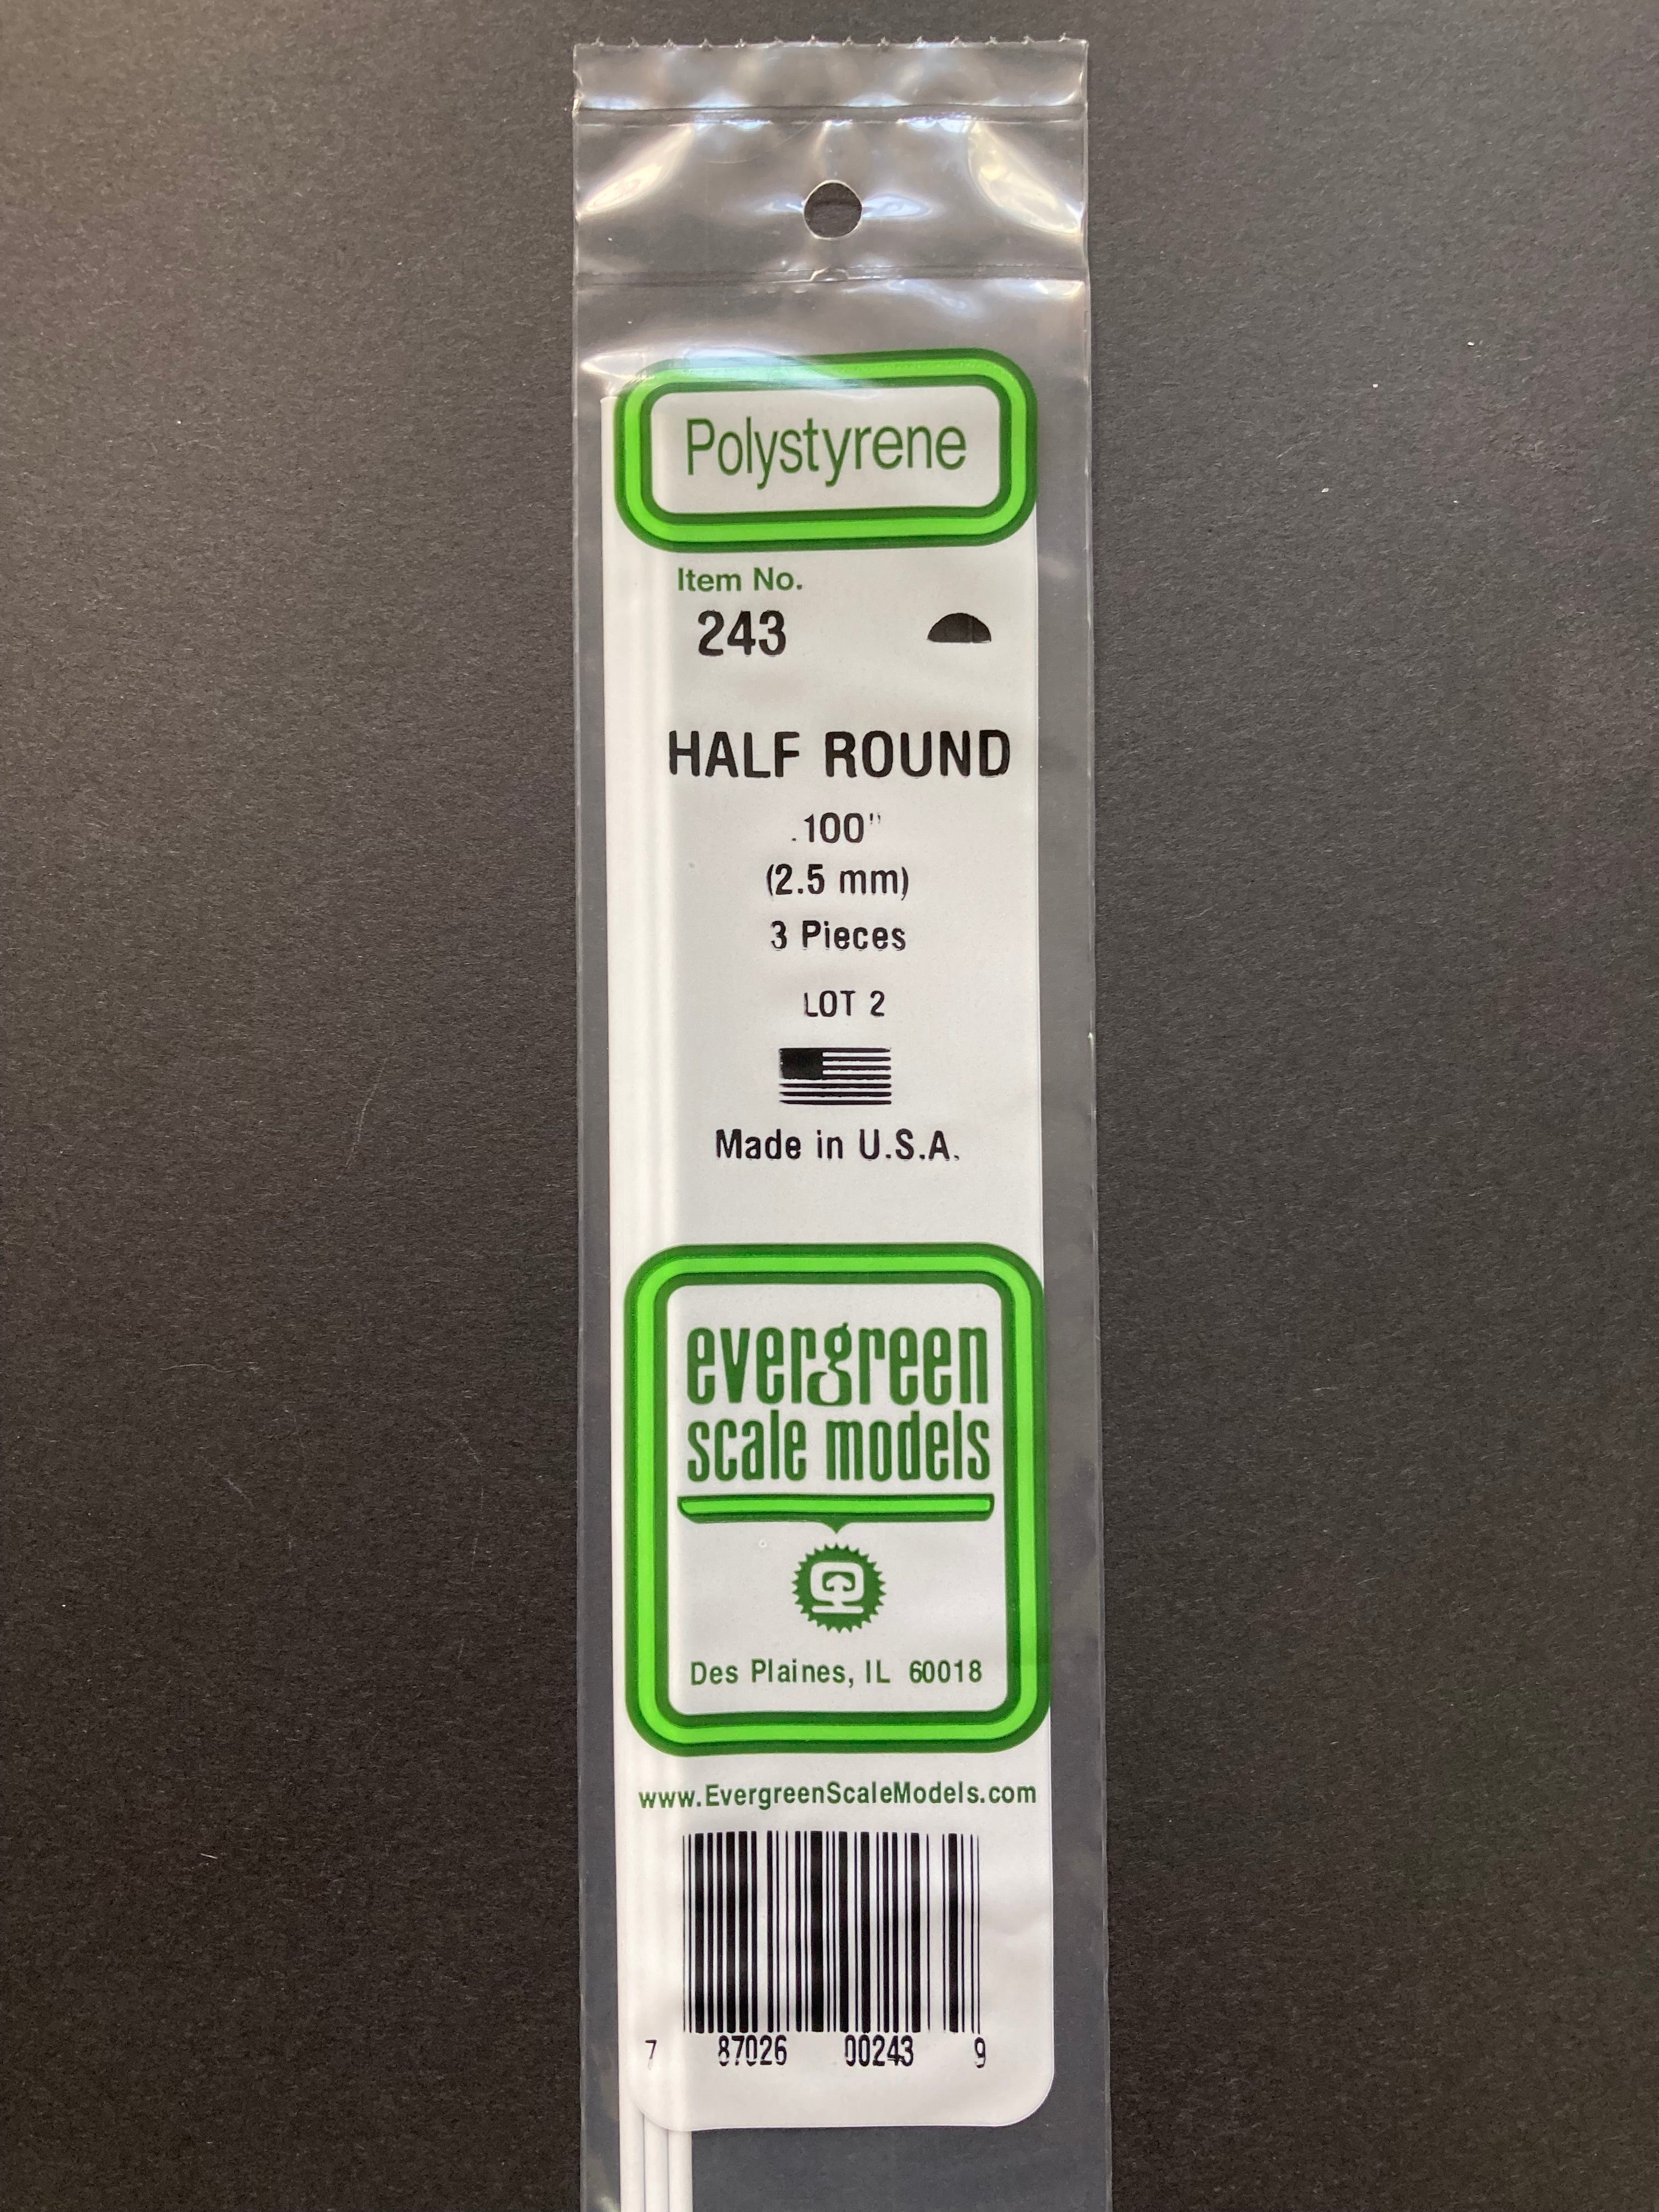 Polystyrene
Item No.
243
HALF ROUND
.100"
(2.5 mm)
3 Pieces
LOT 2
Made in U.S.A.
evergreen
scale models
Des Plaines, IL 60018
www.EvergreenScaleModels.com
7 87026 00243 9